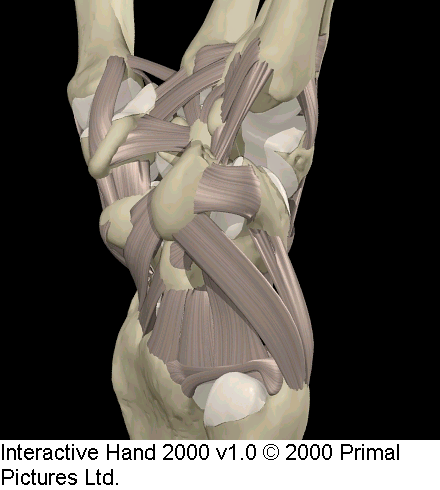 Interactive Hand 2000 v1.0 © 2000 Primal
Pictures Ltd.